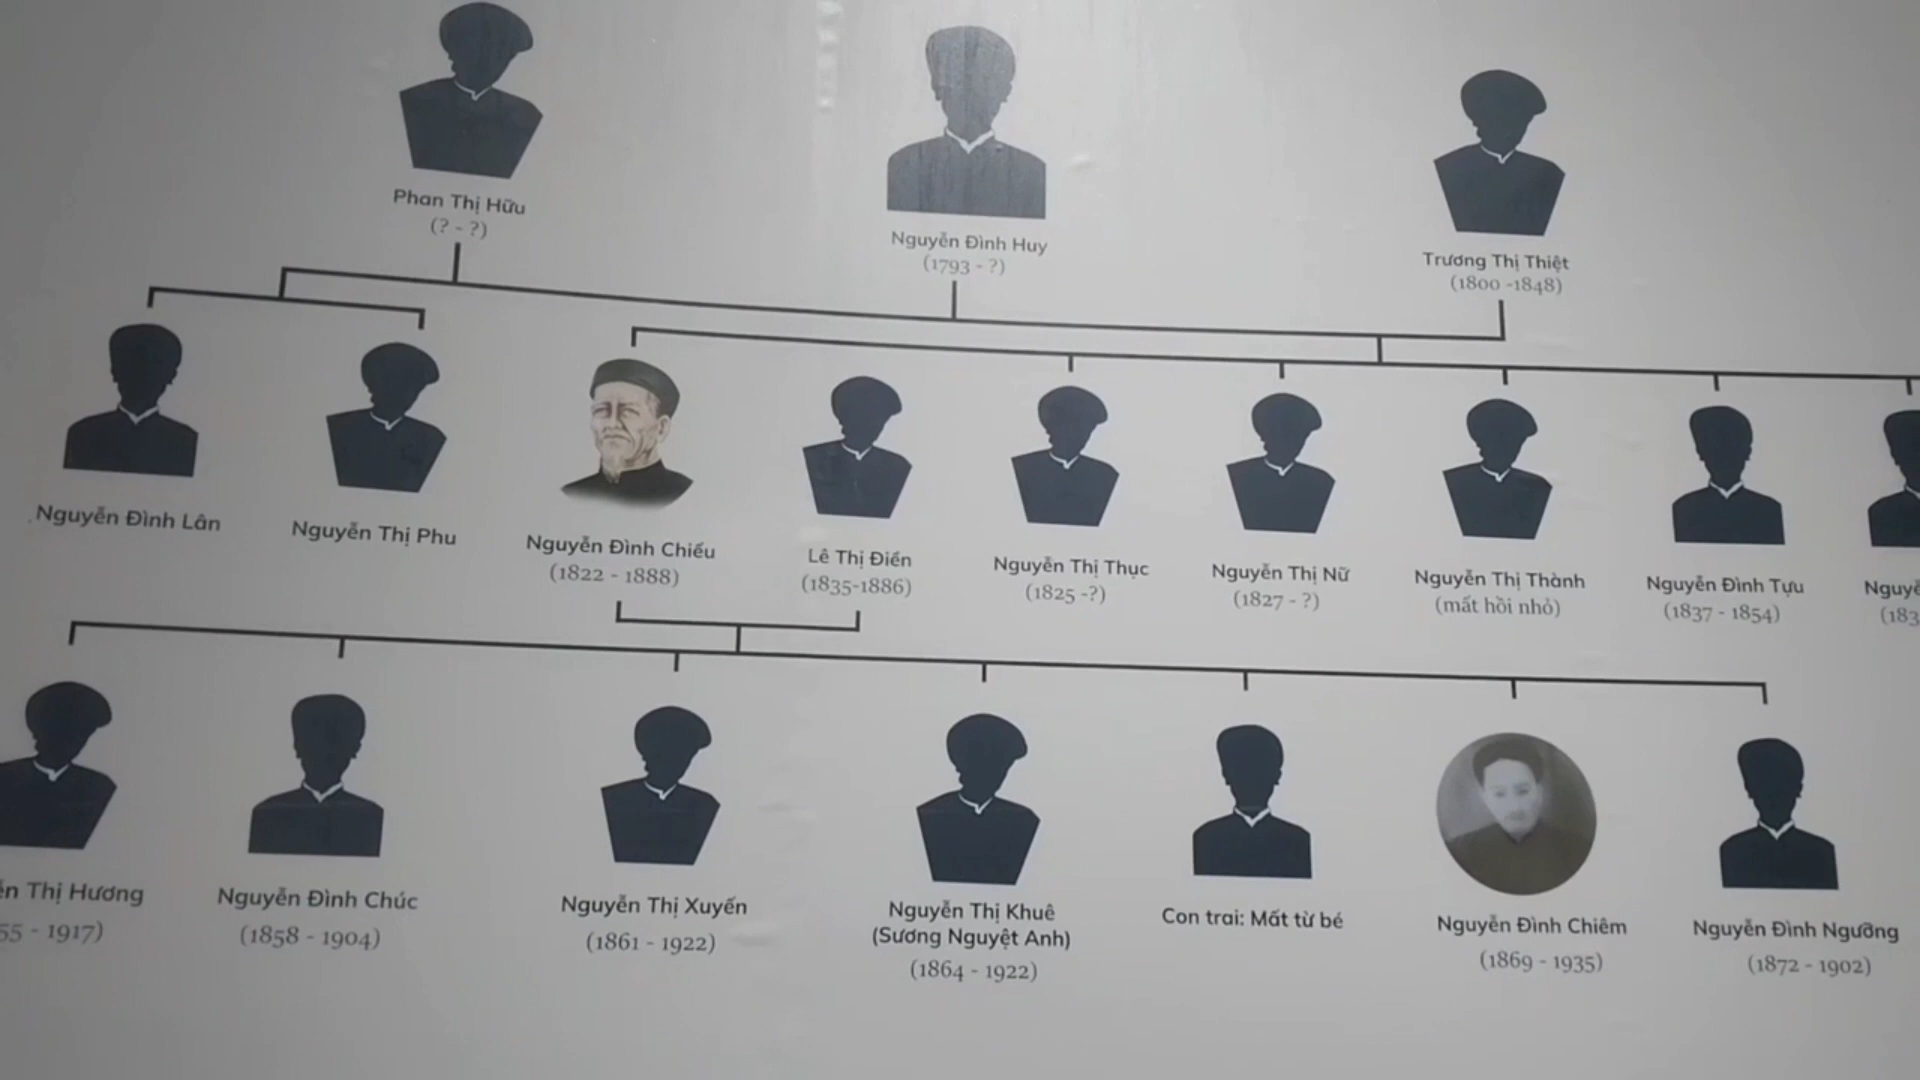 Phan Thị Hữu
(? - ?)
Nguyễn Đình Huy
(1793 - ?)
Trương Thị Thiệt
(1800 -1848)
Nguyễn Đình Lân
Nguyễn Thị Phu
Nguyễn Đình Chiểu
(1822 - 1888)
Lê Thị Điền
(1835-1886)
Nguyễn Thị Thục
(1825 -?)
Nguyễn Thị Nữ
(1827 - ?)
Nguyễn Thị Thành
(mất hồi nhỏ)
Nguyễn Đình Tựu
(1837 - 1854)
Thị Hương
- 1917)
Nguyễn Đình Chúc
(1858 - 1904)
Nguyễn Thị Xuyến
(1861 - 1922)
Nguyễn Thị Khuê
(Sương Nguyệt Anh)
(1864 - 1922)
Con trai: Mất từ bé
Nguyễn Đình Chiêm
(1869 - 1935)
Nguyễn Đình Ngưỡng
(1872 - 1902)